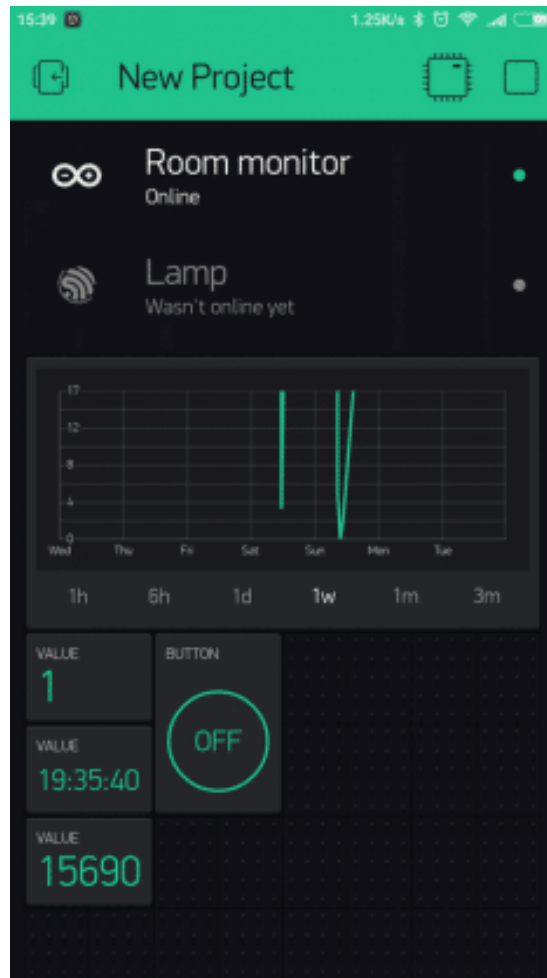 15:39 1.25K/s
New Project
Room monitor
Online
Lamp
Wasn't online yet
17
12
8
4
0
Wed Thu Fri Sat Sun Mon Tue
1h 6h 1d 1w 1m 3m
VALUE BUTTON
1
OFF
VALUE
19:35:40
VALUE
15690